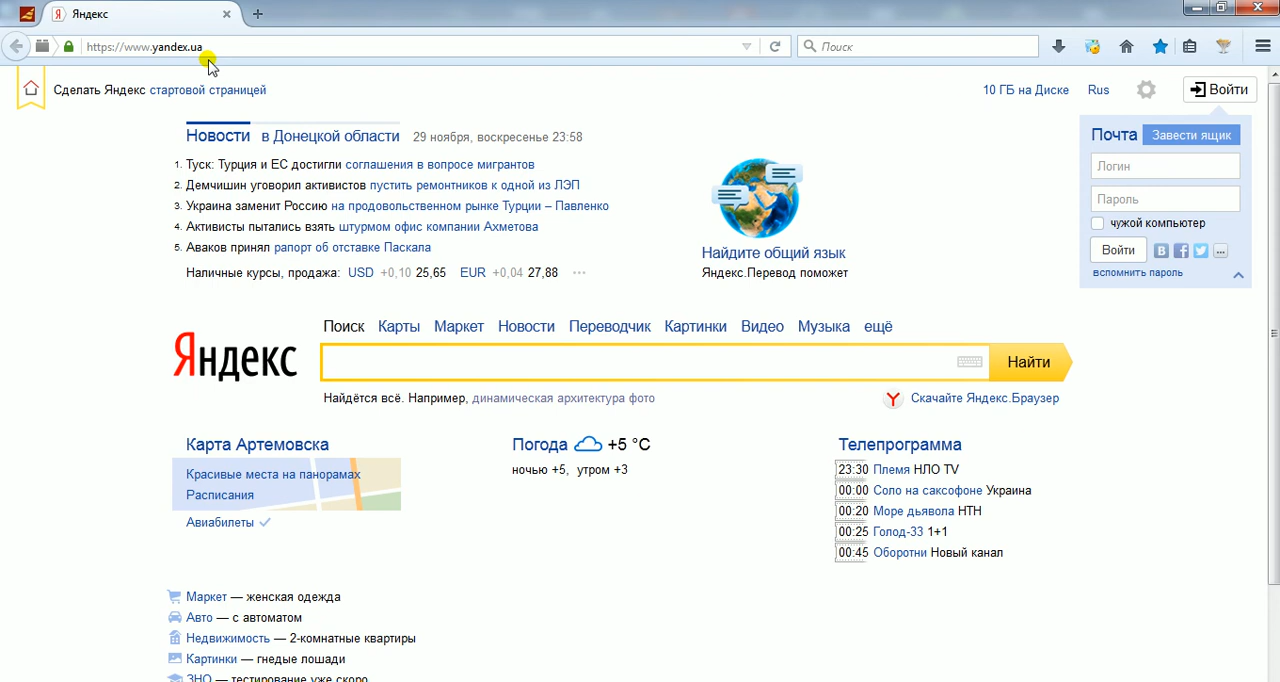 Яндекс
https://www.yandex.ua
Поиск
Сделать Яндекс стартовой страницей
10 ГБ на Диске Rus Войти
Новости в Донецкой области 29 ноября, воскресенье 23:58
1. Туск: Турция и ЕС достигли соглашения в вопросе мигрантов
2. Демчишин уговорил активистов пустить ремонтников к одной из ЛЭП
3. Украина заменит Россию на продовольственном рынке Турции – Павленко
4. Активисты пытались взять штурмом офис компании Ахметова
5. Аваков принял рапорт об отставке Паскала
Наличные курсы, продажа: USD +0,10 25,65 EUR +0,04 27,88
Найдите общий язык
Яндекс.Перевод поможет
Почта Завести ящик
Логин
Пароль
чужой компьютер
Войти
вспомнить пароль
Поиск Карты Маркет Новости Переводчик Картинки Видео Музыка ещё
Яндекс Найти
Найдётся всё. Например, динамическая архитектура фото
Скачайте Яндекс.Браузер
Карта Артемовска
Красивые места на панорамах
Расписания
Авиабилеты
Погода +5 °C
ночью +5, утром +3
Телепрограмма
23:30 Племя НЛО TV
00:00 Соло на саксофоне Украина
00:20 Море дьявола НТН
00:25 Голод-33 1+1
00:45 Оборотни Новый канал
Маркет — женская одежда
Авто — с автоматом
Недвижимость — 2-комнатные квартиры
Картинки — гнедые лошади
ЗНО — тестирование уже скоро